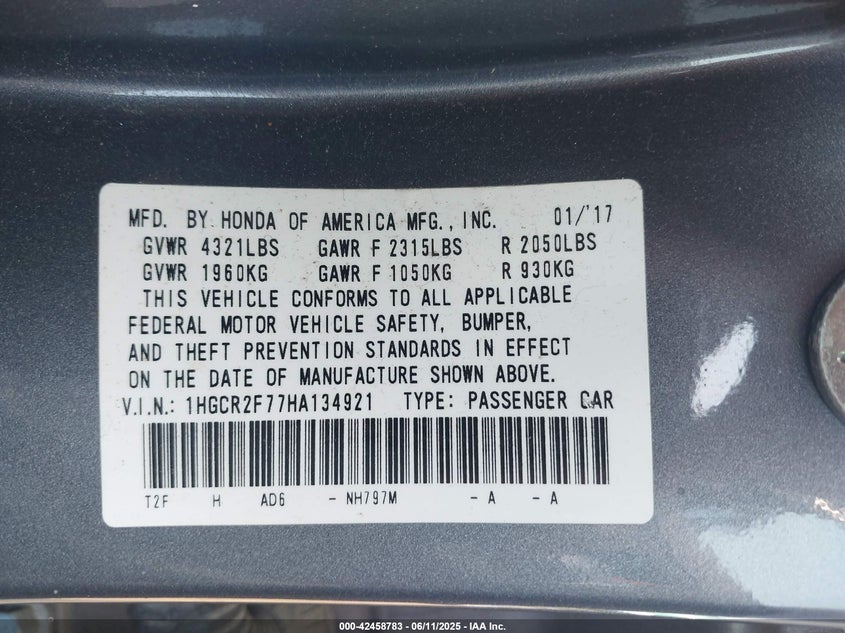 MFD. BY HONDA OF AMERICA MFG., INC. 01/'17
GVWR 4321LBS GAWR F 2315LBS R 2050LBS
GVWR 1960KG GAWR F 1050KG R 930KG
THIS VEHICLE CONFORMS TO ALL APPLICABLE
FEDERAL MOTOR VEHICLE SAFETY, BUMPER,
AND THEFT PREVENTION STANDARDS IN EFFECT
ON THE DATE OF MANUFACTURE SHOWN ABOVE.
V.I.N.: 1HGCR2F77HA134921 TYPE: PASSENGER CAR
T2F H AD6 - NH797M - A - A
000-42458783 - 06/11/2025 - IAA Inc.